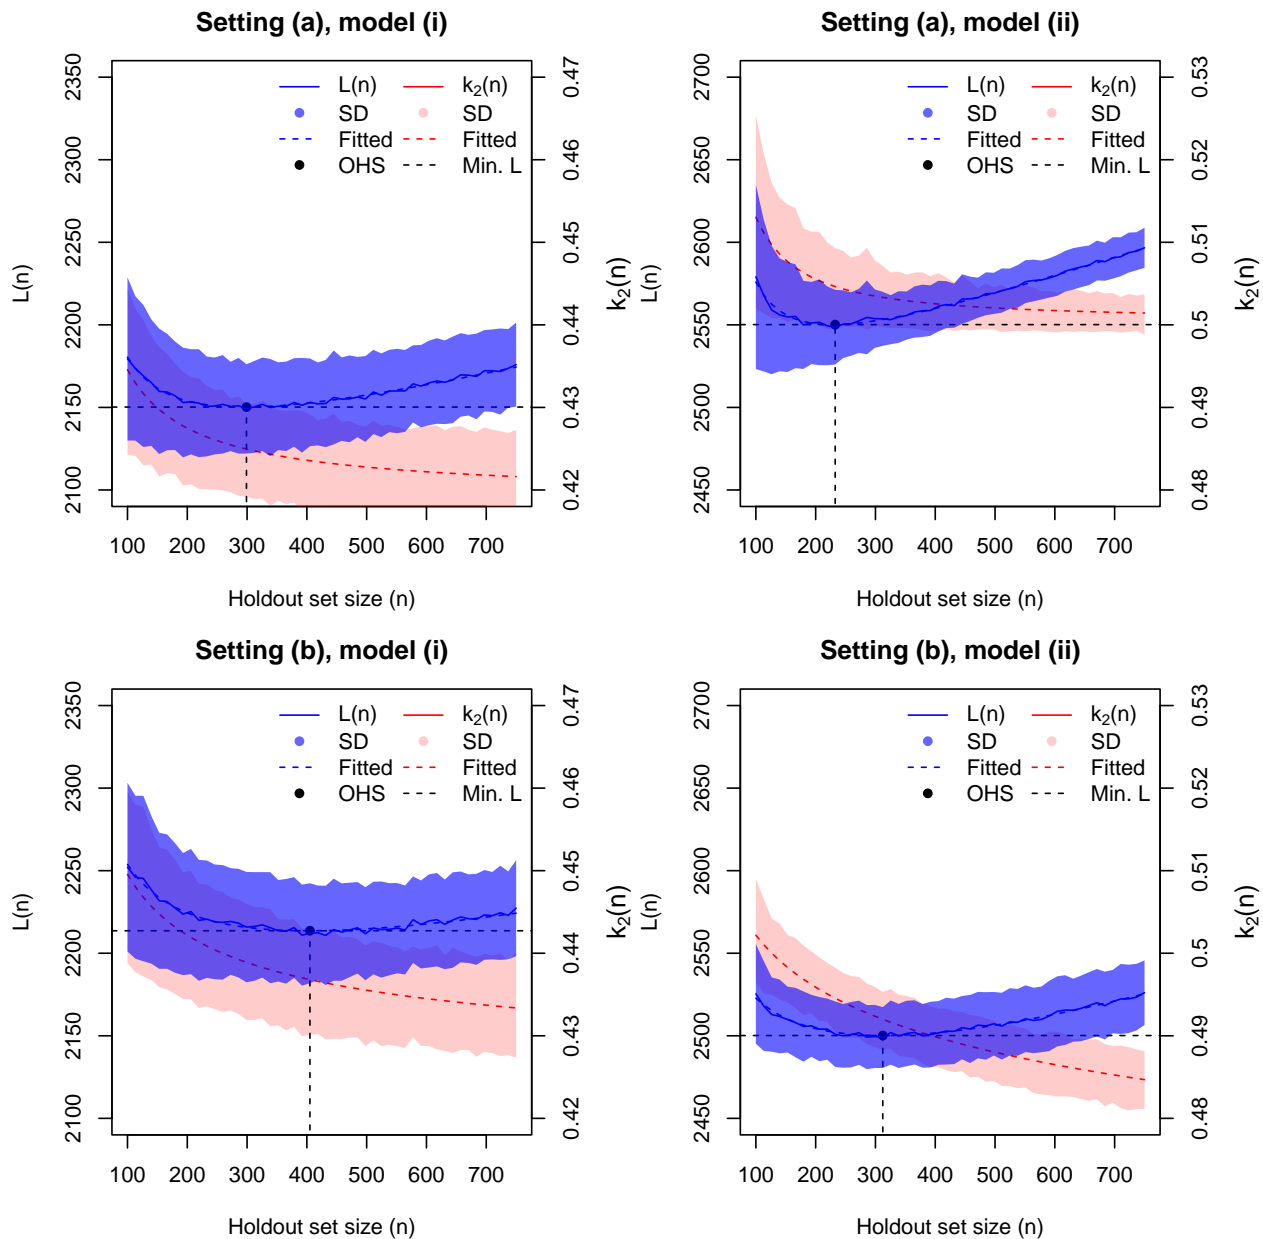 Setting (a), model (i)
L(n)
2100 2150 2200 2250 2300 2350
L(n) k₂(n)
SD SD
Fitted Fitted
OHS Min. L
0.42 0.43 0.44 0.45 0.46 0.47
k₂(n)
100 200 300 400 500 600 700
Holdout set size (n)
Setting (a), model (ii)
L(n)
2450 2500 2550 2600 2650 2700
L(n) k₂(n)
SD SD
Fitted Fitted
OHS Min. L
0.48 0.49 0.5 0.51 0.52 0.53
k₂(n)
100 200 300 400 500 600 700
Holdout set size (n)
Setting (b), model (i)
L(n)
2100 2150 2200 2250 2300 2350
L(n) k₂(n)
SD SD
Fitted Fitted
OHS Min. L
0.42 0.43 0.44 0.45 0.46 0.47
k₂(n)
100 200 300 400 500 600 700
Holdout set size (n)
Setting (b), model (ii)
L(n)
2450 2500 2550 2600 2650 2700
L(n) k₂(n)
SD SD
Fitted Fitted
OHS Min. L
0.48 0.49 0.5 0.51 0.52 0.53
k₂(n)
100 200 300 400 500 600 700
Holdout set size (n)